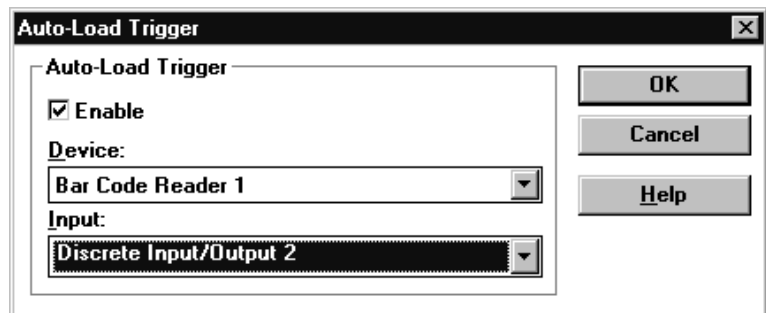 Auto-Load Trigger
Auto-Load Trigger
Enable
Device:
Bar Code Reader 1
Input:
Discrete Input/Output 2
OK
Cancel
Help